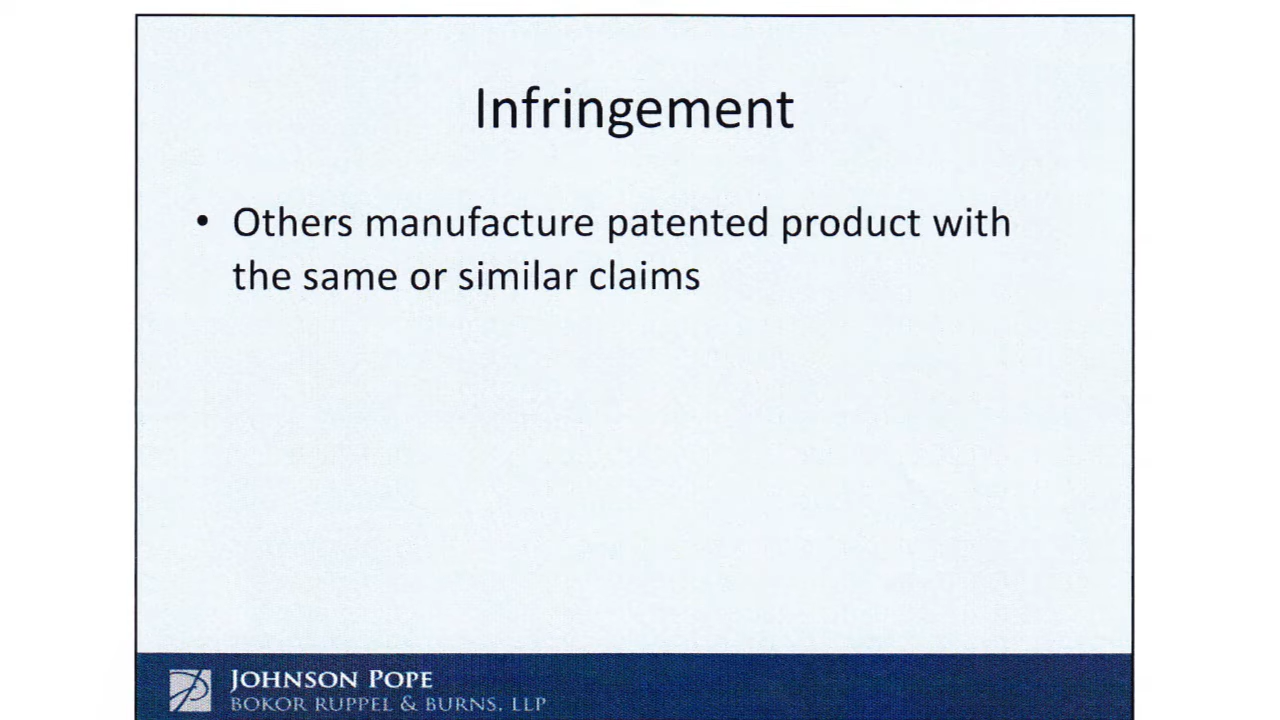 Infringement
• Others manufacture patented product with
the same or similar claims
JOHNSON POPE
BOKOR RUPPEL & BURNS, LLP